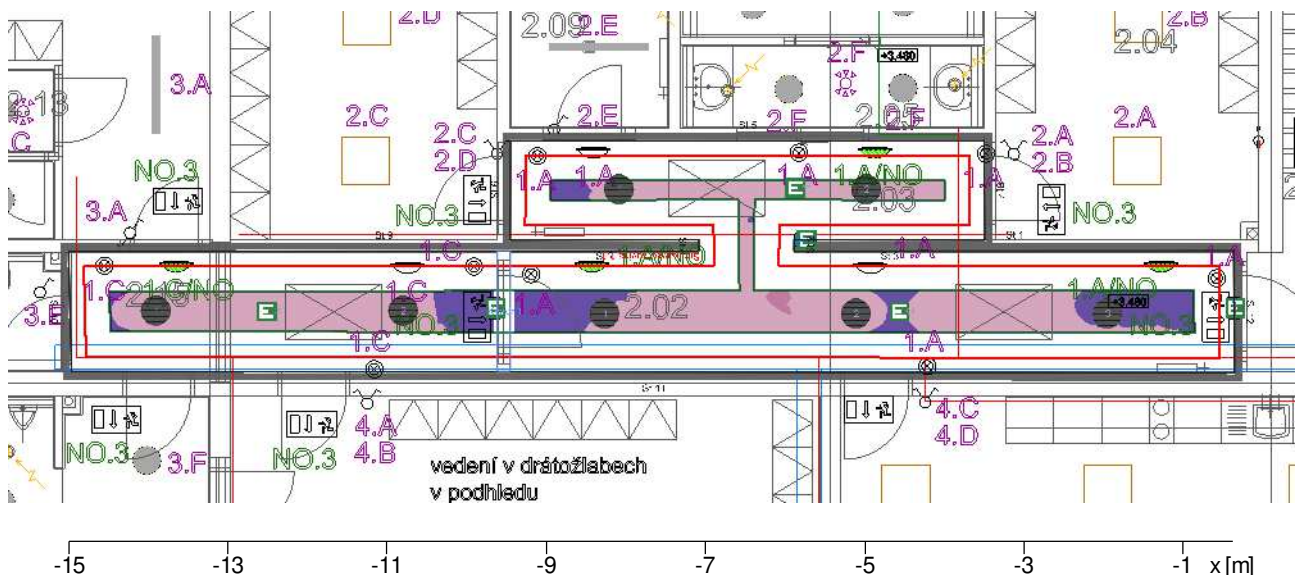 2.D
2.09
2.E
2.B
2.04
3.A
2.F
+3.480
2.13
C
2.C
2.E
2.F
2.F
2.05
2.A
2.C
2.D
2.A
2.B
NO.3
1.A
1.A
1.A
1.A/NO
1.A
NO.3
2.03
NO.3
3.A
1.C
1.A/NO
1.A
1.A
1.C
1.C/NO
1.C
1.A
1.A/NO
+3.480
3.E
2.02
NO.3
NO.3
1.C
1.A
4.A
4.B
4.C
4.D
NO.3
3.F
NO.3
vedení v drátožlabech
v podhledu
-15
-13
-11
-9
-7
-5
-3
-1
x [m]